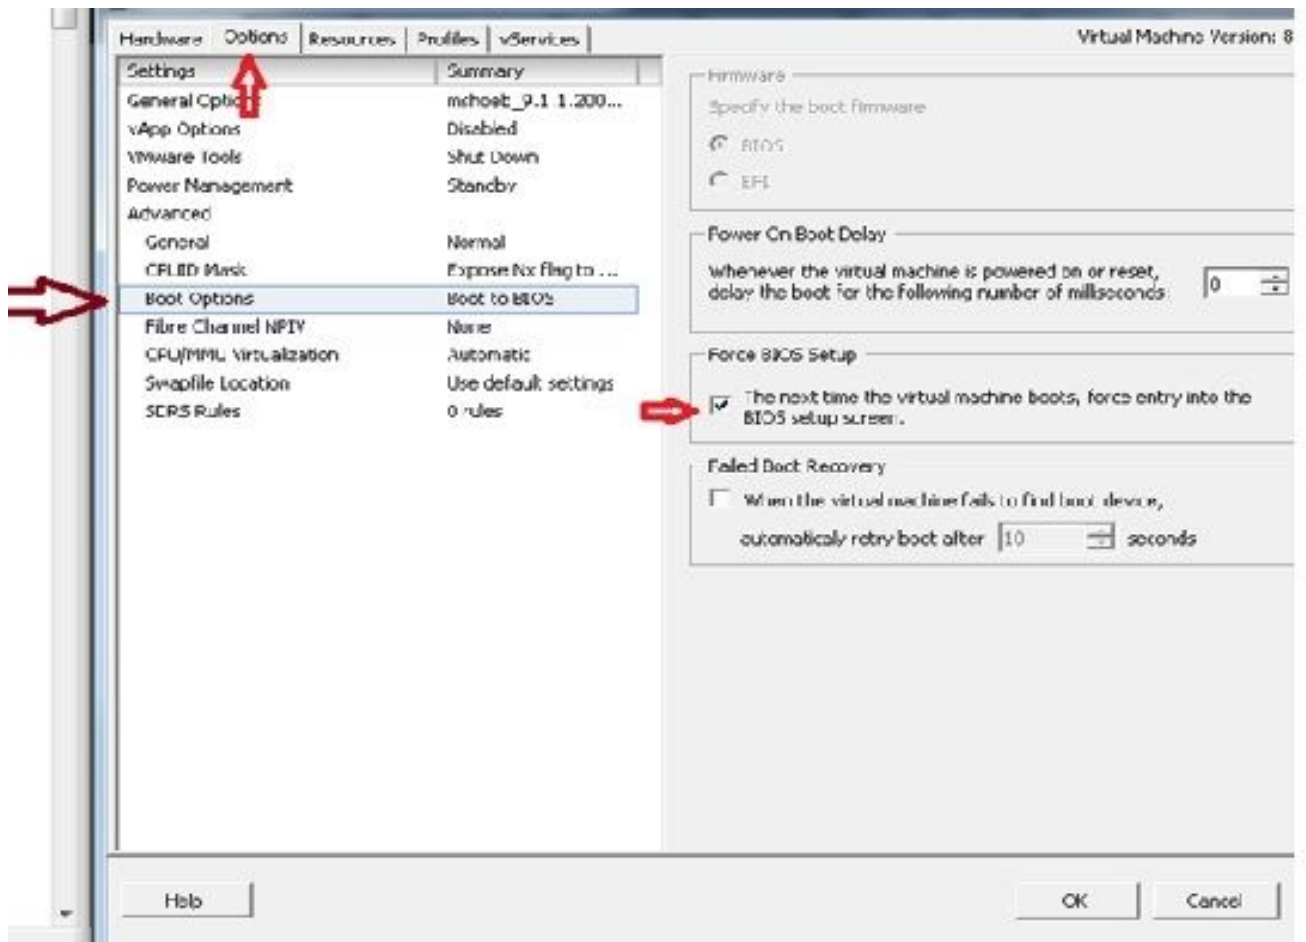 Hardware Options Resources Profiles vServices Virtual Machine Version: 8
Settings Summary
General Options mchoeb_9.1 1.200...
vApp Options Disabled
VMware Tools Shut Down
Power Management Standby
Advanced
General Normal
CPUID Mask Expose Nx flag to ...
Boot Options Boot to BIOS
Fibre Channel NPIV None
CPU/MMU Virtualization Automatic
Swapfile Location Use default settings
SDRS Rules 0 rules
Firmware
Specify the boot firmware
BIOS
EFI
Power On Boot Delay
Whenever the virtual machine is powered on or reset,
delay the boot for the following number of milliseconds 0
Force BIOS Setup
The next time the virtual machine boots, force entry into the
BIOS setup screen.
Failed Boot Recovery
When the virtual machine fails to find boot device,
automaticaly retry boot after 10 seconds
Help OK Cancel